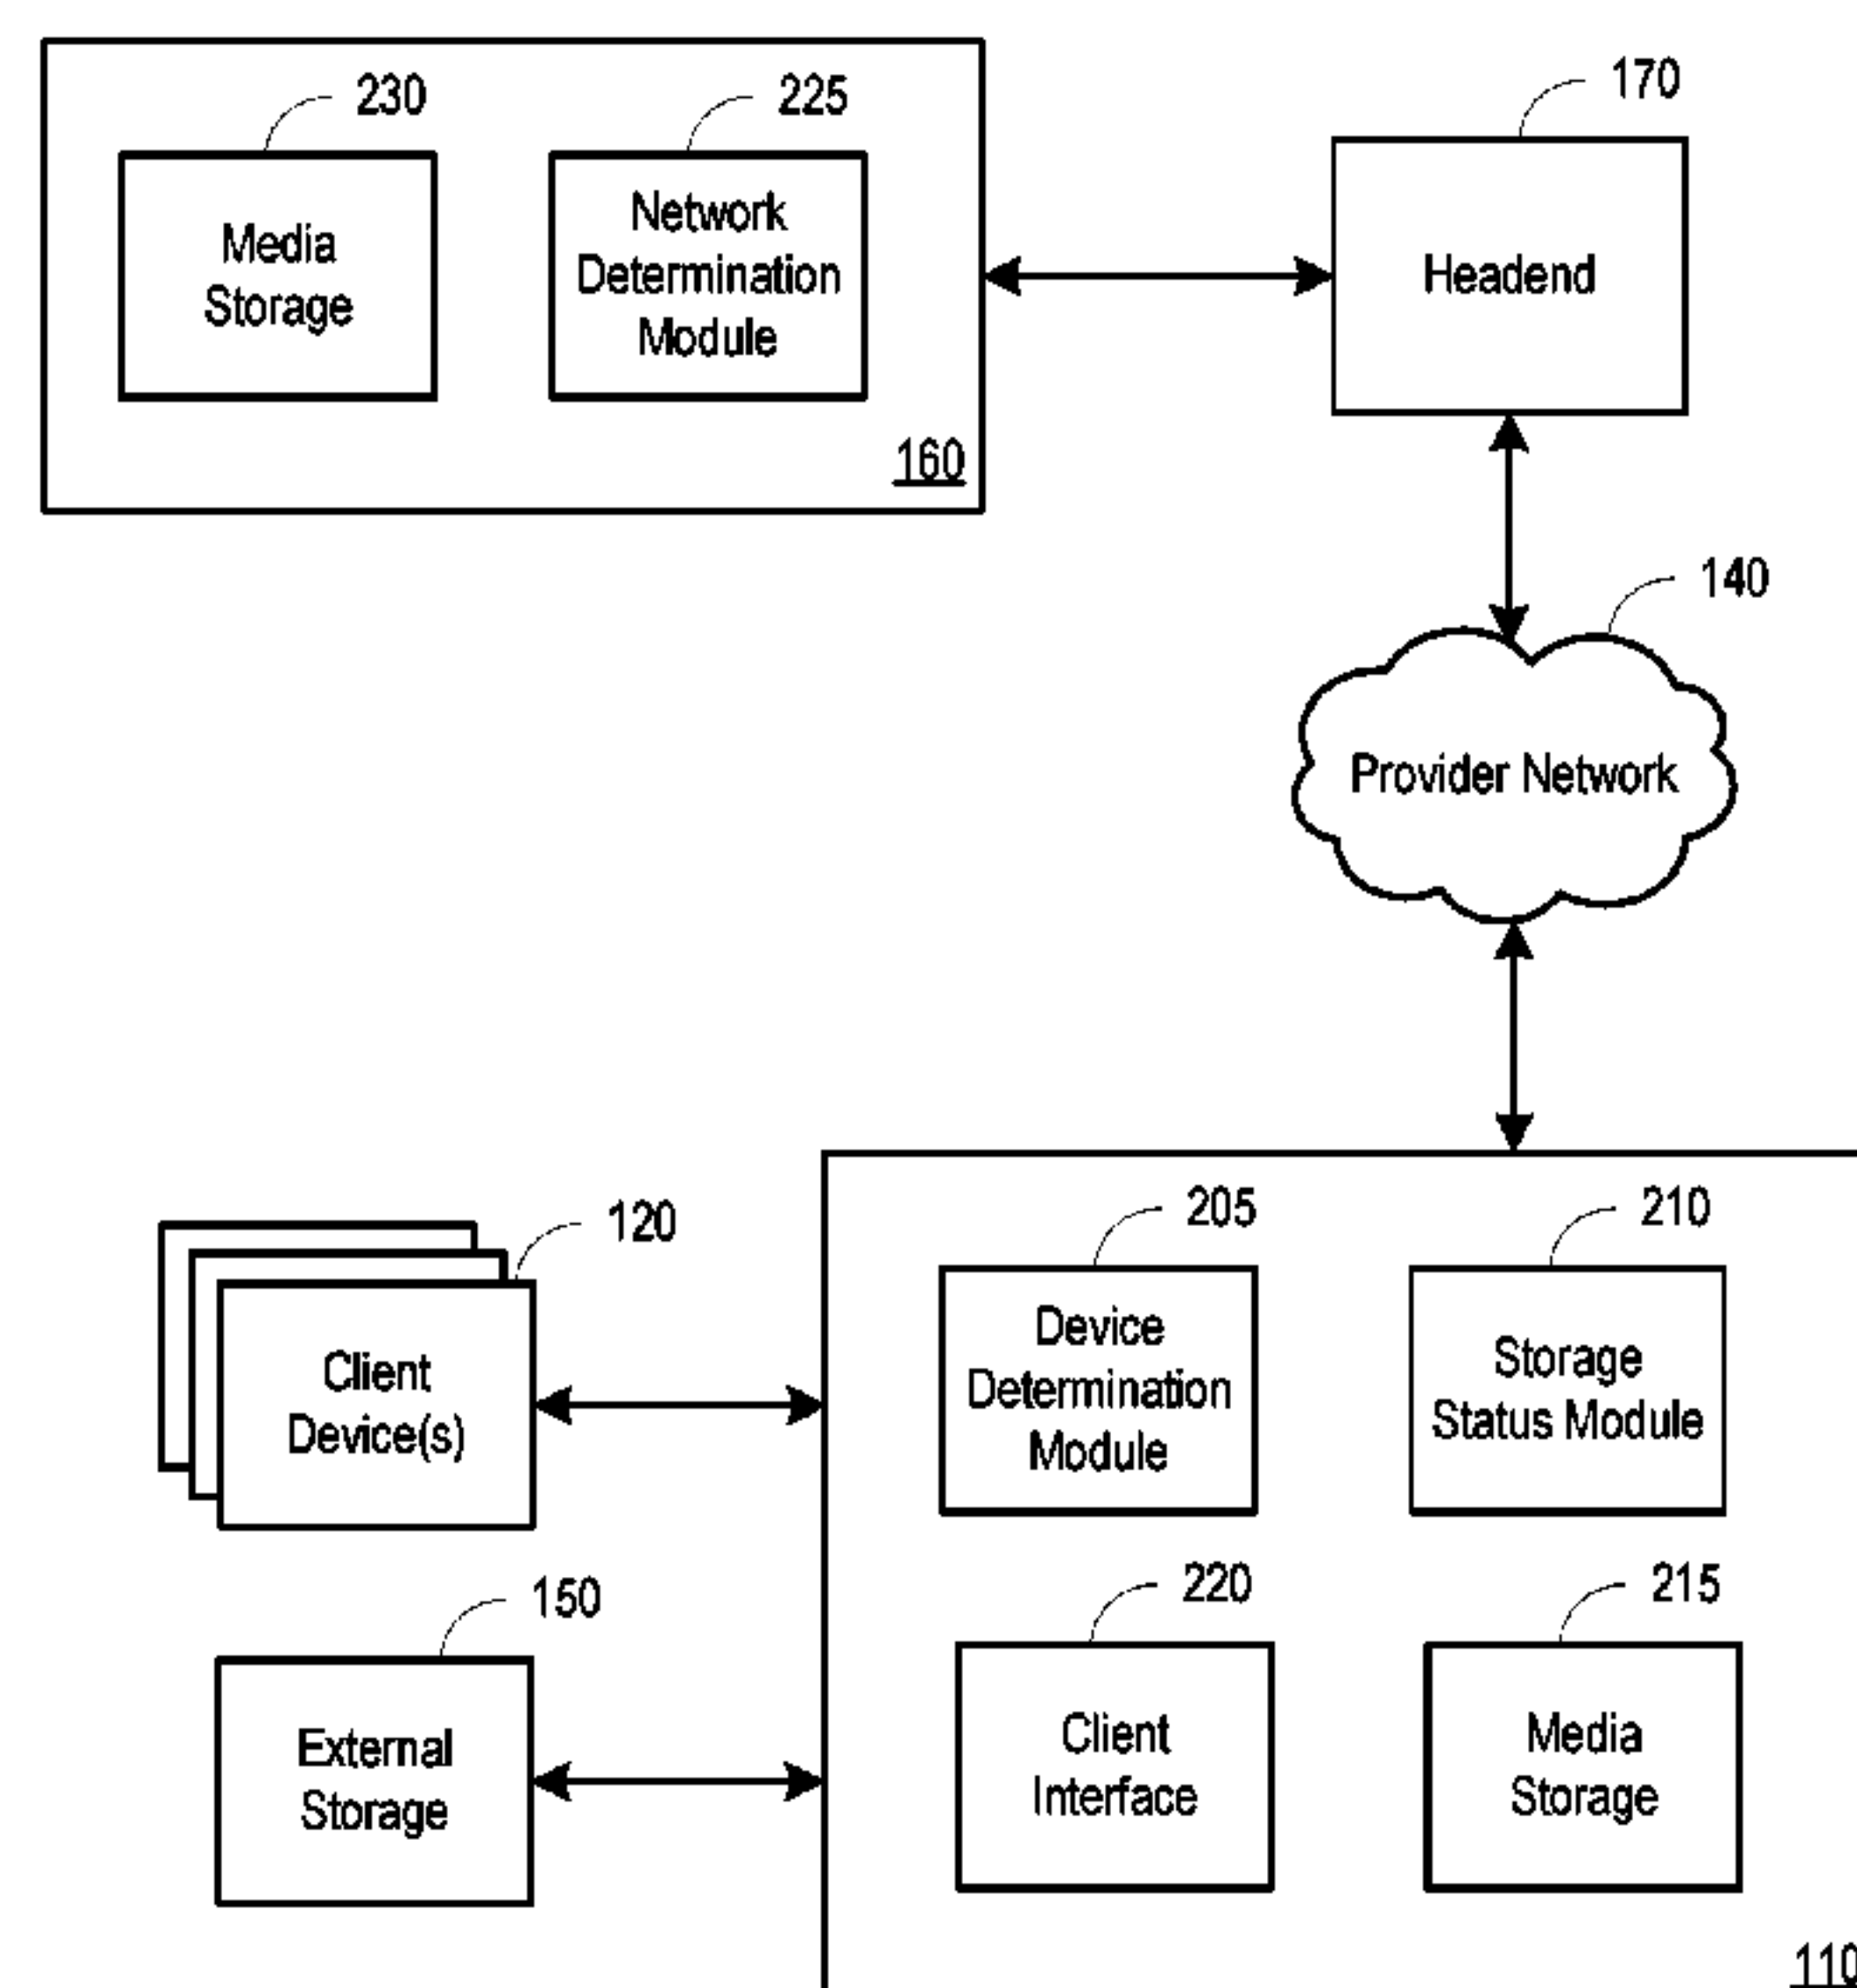 230
225
170
Media
Storage
Network
Determination
Module
Headend
160
140
Provider Network
120
205
210
Client
Device(s)
Device
Determination
Module
Storage
Status Module
150
220
215
External
Storage
Client
Interface
Media
Storage
110